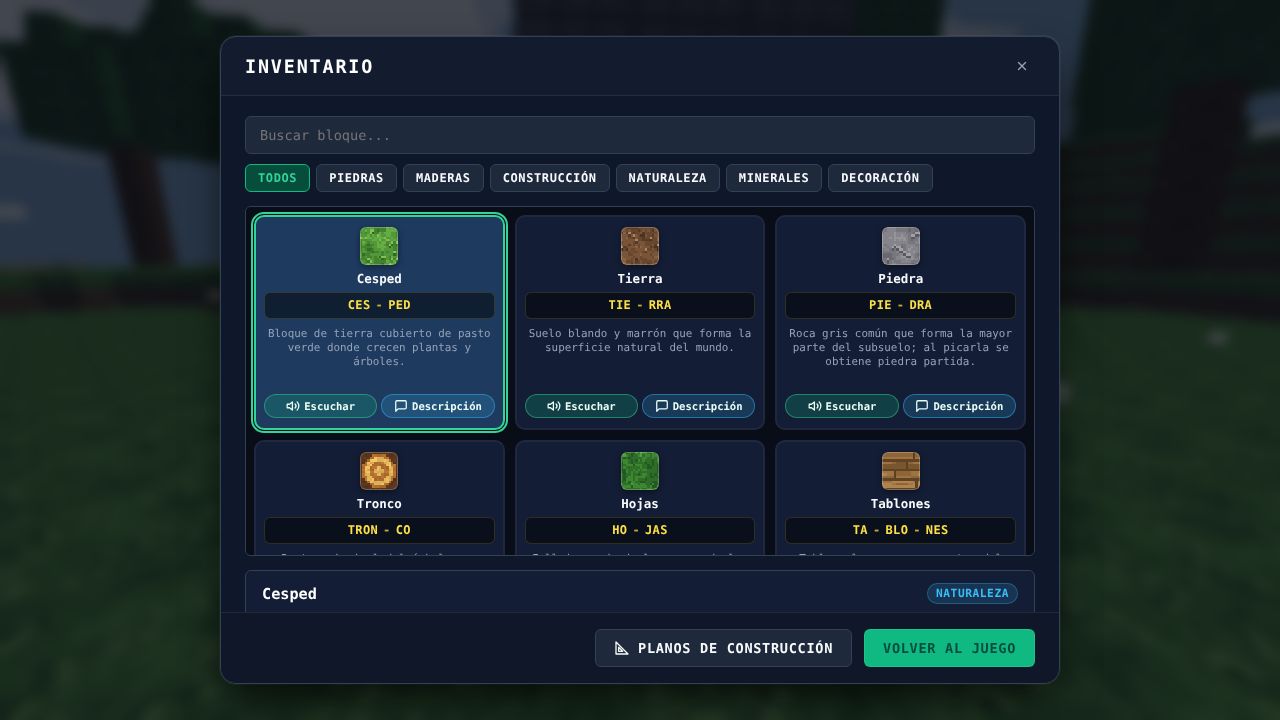 INVENTARIO
×
Buscar bloque...
TODOS PIEDRAS MADERAS CONSTRUCCIÓN NATURALEZA MINERALES DECORACIÓN
Cesped
CES - PED
Bloque de tierra cubierto de pasto
verde donde crecen plantas y
árboles.
Escuchar Descripción
Tierra
TIE - RRA
Suelo blando y marrón que forma la
superficie natural del mundo.
Escuchar Descripción
Piedra
PIE - DRA
Roca gris común que forma la mayor
parte del subsuelo; al picarla se
obtiene piedra partida.
Escuchar Descripción
Tronco
TRON - CO
Hojas
HO - JAS
Tablones
TA - BLO - NES
Cesped
NATURALEZA
PLANOS DE CONSTRUCCIÓN
VOLVER AL JUEGO